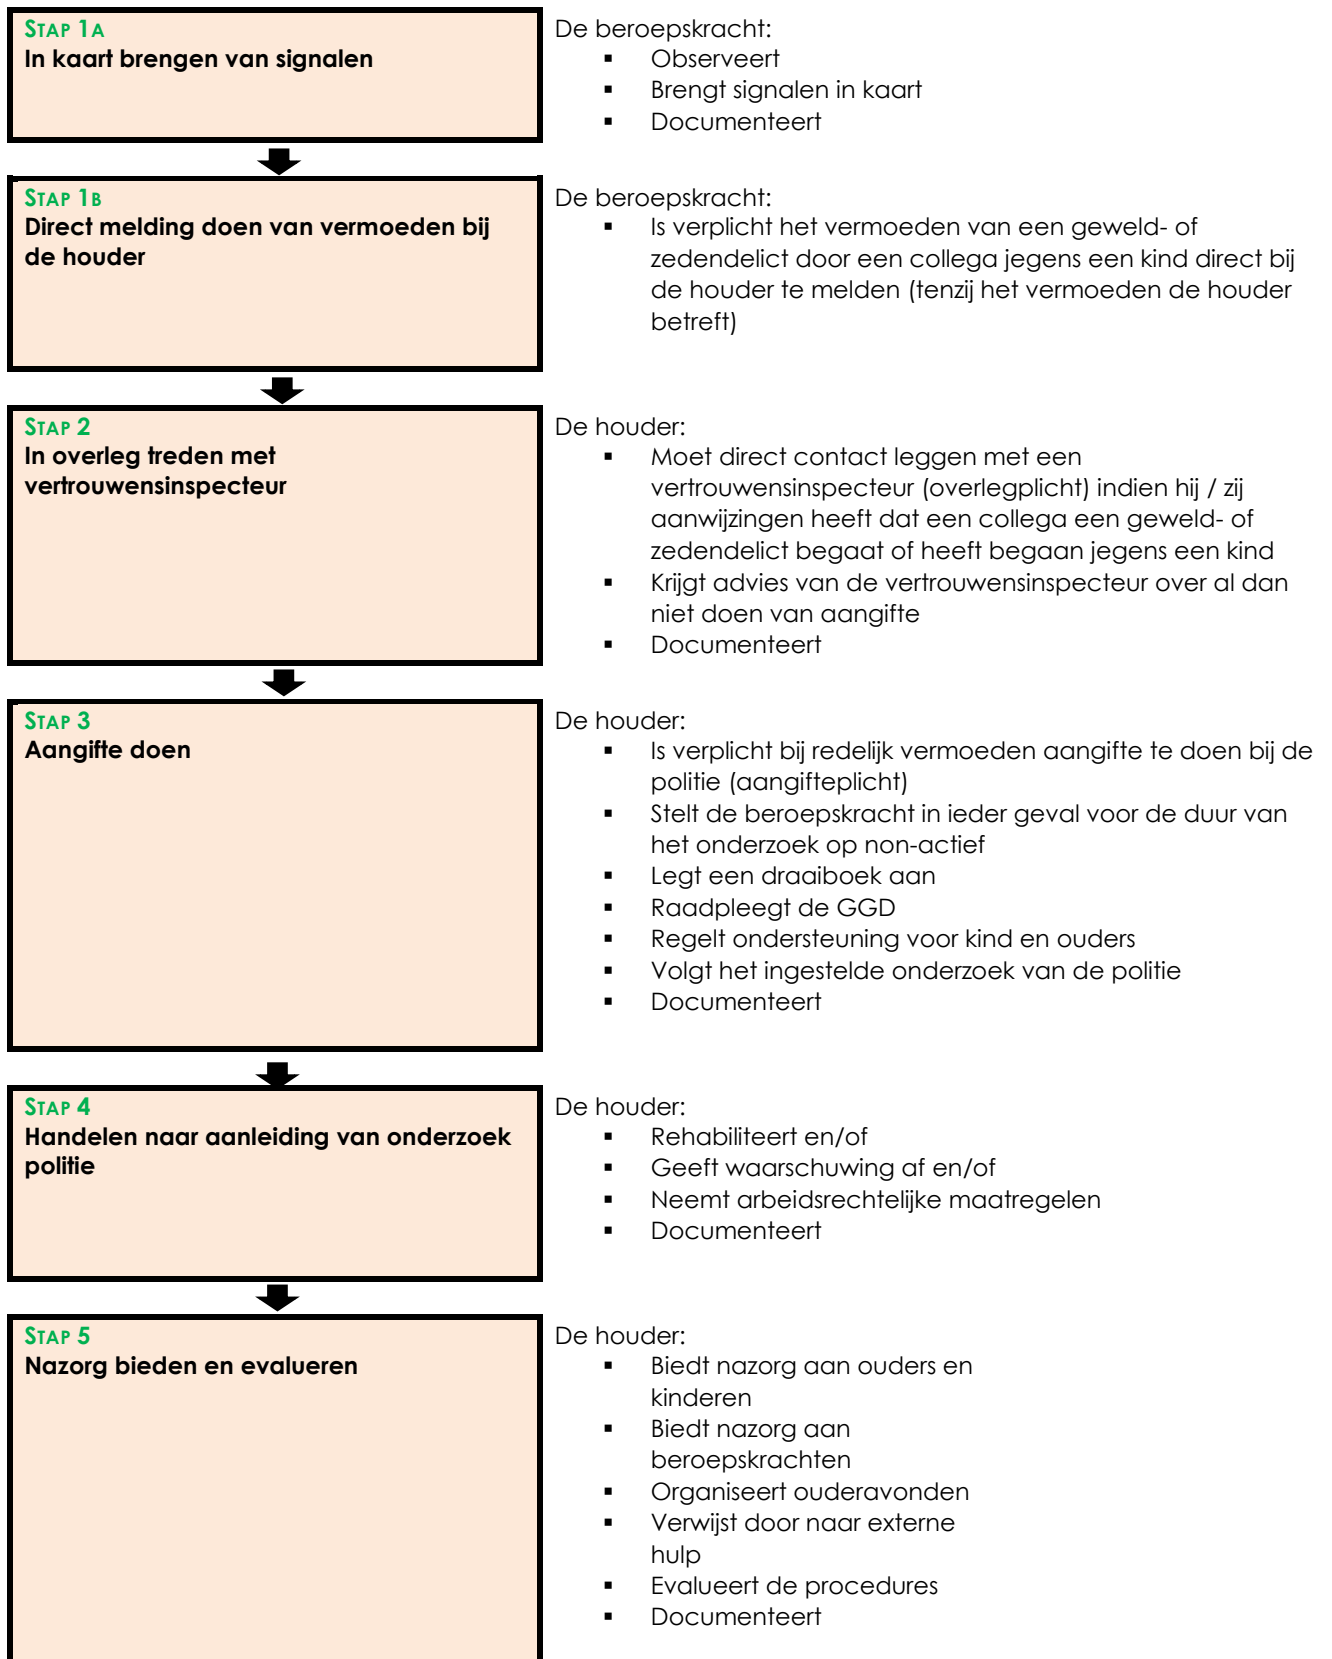 STAP 1A
In kaart brengen van signalen
De beroepskracht:
▪ Observeert
▪ Brengt signalen in kaart
▪ Documenteert
STAP 1B
Direct melding doen van vermoeden bij
de houder
De beroepskracht:
▪ Is verplicht het vermoeden van een geweld- of
zedendelict door een collega jegens een kind direct bij
de houder te melden (tenzij het vermoeden de houder
betreft)
STAP 2
In overleg treden met
vertrouwensinspecteur
De houder:
▪ Moet direct contact leggen met een
vertrouwensinspecteur (overlegplicht) indien hij / zij
aanwijzingen heeft dat een collega een geweld- of
zedendelict begaat of heeft begaan jegens een kind
▪ Krijgt advies van de vertrouwensinspecteur over al dan
niet doen van aangifte
▪ Documenteert
STAP 3
Aangifte doen
De houder:
▪ Is verplicht bij redelijk vermoeden aangifte te doen bij de
politie (aangifteplicht)
▪ Stelt de beroepskracht in ieder geval voor de duur van
het onderzoek op non-actief
▪ Legt een draaiboek aan
▪ Raadpleegt de GGD
▪ Regelt ondersteuning voor kind en ouders
▪ Volgt het ingestelde onderzoek van de politie
▪ Documenteert
STAP 4
Handelen naar aanleiding van onderzoek
politie
De houder:
▪ Rehabiliteert en/of
▪ Geeft waarschuwing af en/of
▪ Neemt arbeidsrechtelijke maatregelen
▪ Documenteert
STAP 5
Nazorg bieden en evalueren
De houder:
▪ Biedt nazorg aan ouders en
kinderen
▪ Biedt nazorg aan
beroepskrachten
▪ Organiseert ouderavonden
▪ Verwijst door naar externe
hulp
▪ Evalueert de procedures
▪ Documenteert